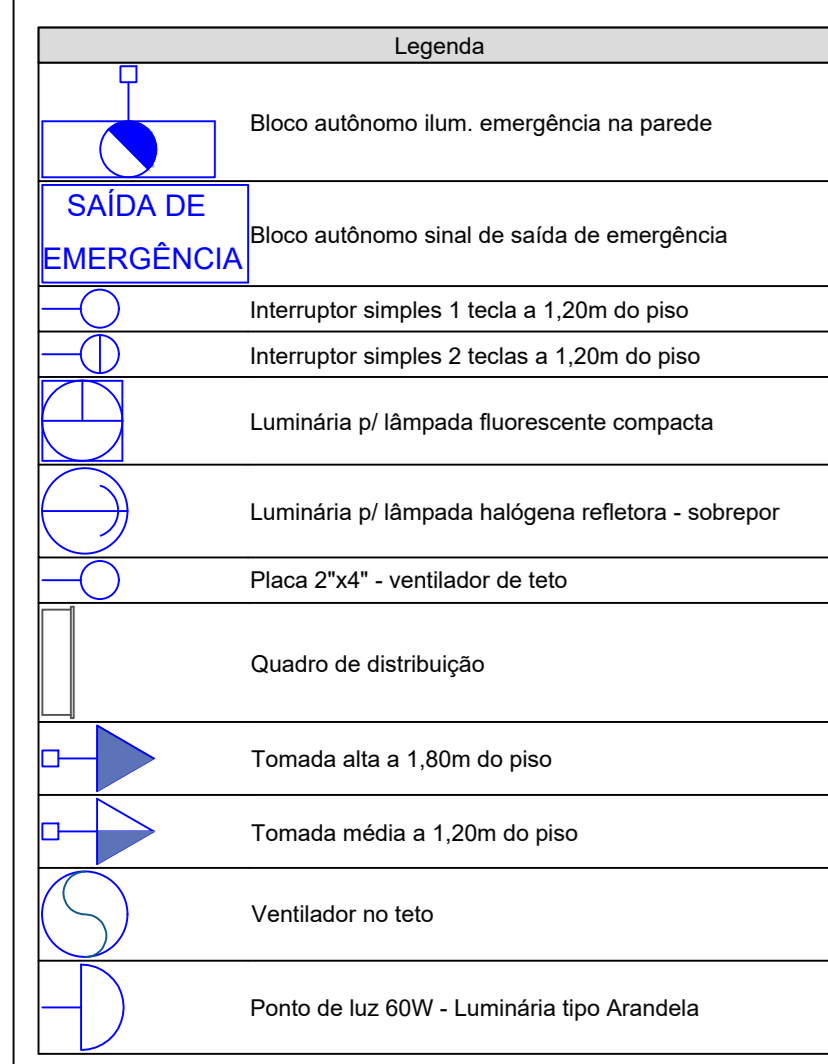 Legenda
Bloco autônomo ilum. emergência na parede
SAÍDA DE
EMERGÊNCIA
Bloco autônomo sinal de saída de emergência
Interruptor simples 1 tecla a 1,20m do piso
Interruptor simples 2 teclas a 1,20m do piso
Luminária p/ lâmpada fluorescente compacta
Luminária p/ lâmpada halógena refletora - sobrepor
Placa 2"x4" - ventilador de teto
Quadro de distribuição
Tomada alta a 1,80m do piso
Tomada média a 1,20m do piso
Ventilador no teto
Ponto de luz 60W - Luminária tipo Arandela